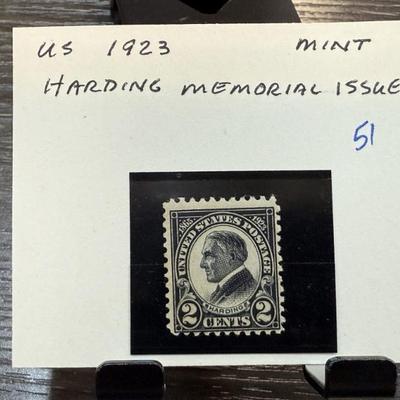 US 1923 MINT
HARDING MEMORIAL ISSUE
51
1865 1923
UNITED STATES POSTAGE
HARDING
2 CENTS 2